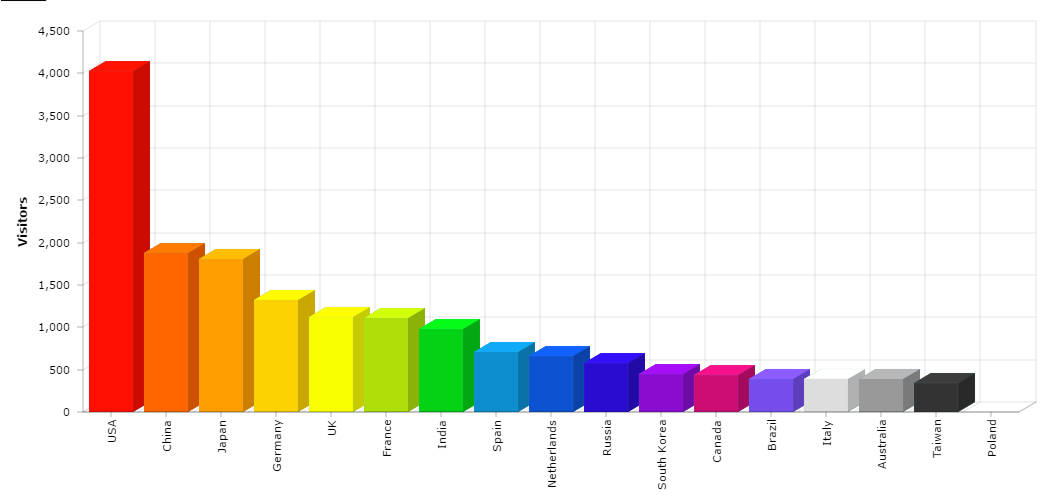 4,500
4,000
3,500
3,000
2,500
2,000
1,500
1,000
500
0
Visitors
USA
China
Japan
Germany
UK
France
India
Spain
Netherlands
Russia
South Korea
Canada
Brazil
Italy
Australia
Taiwan
Poland